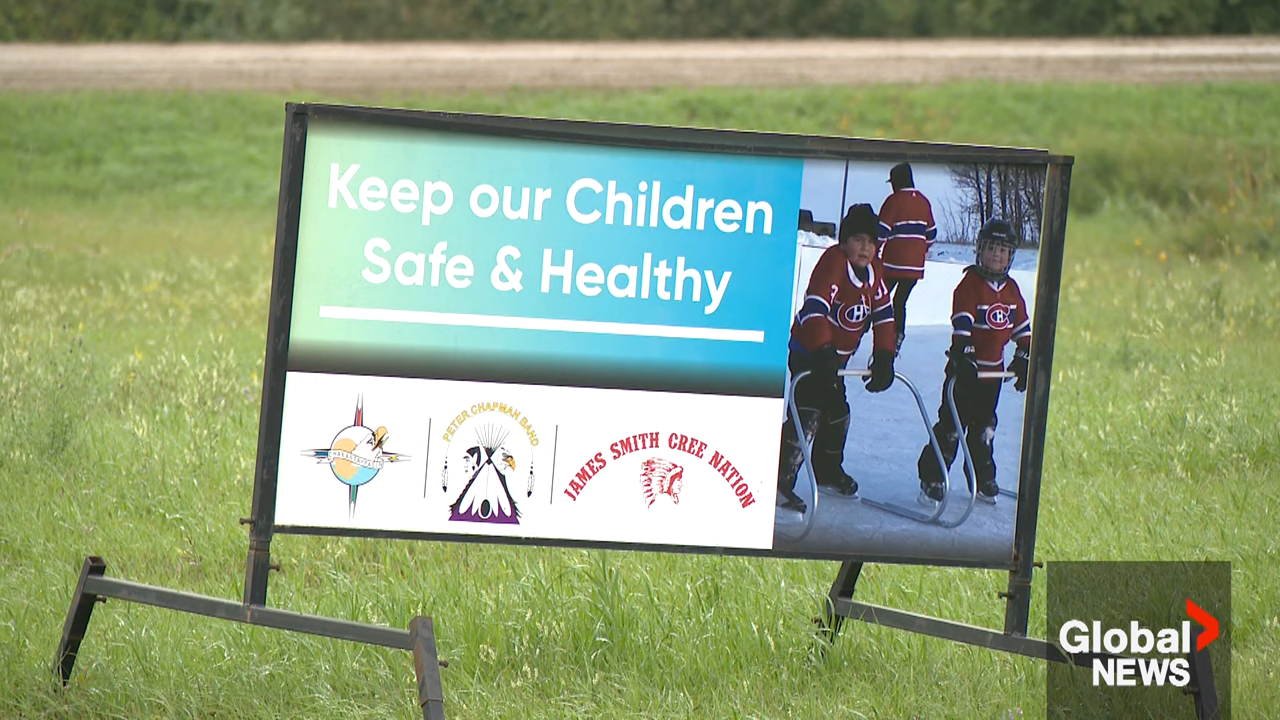 Keep our Children
Safe & Healthy
PETER CHAPMAN BAND
JAMES SMITH CREE NATION
Global
NEWS